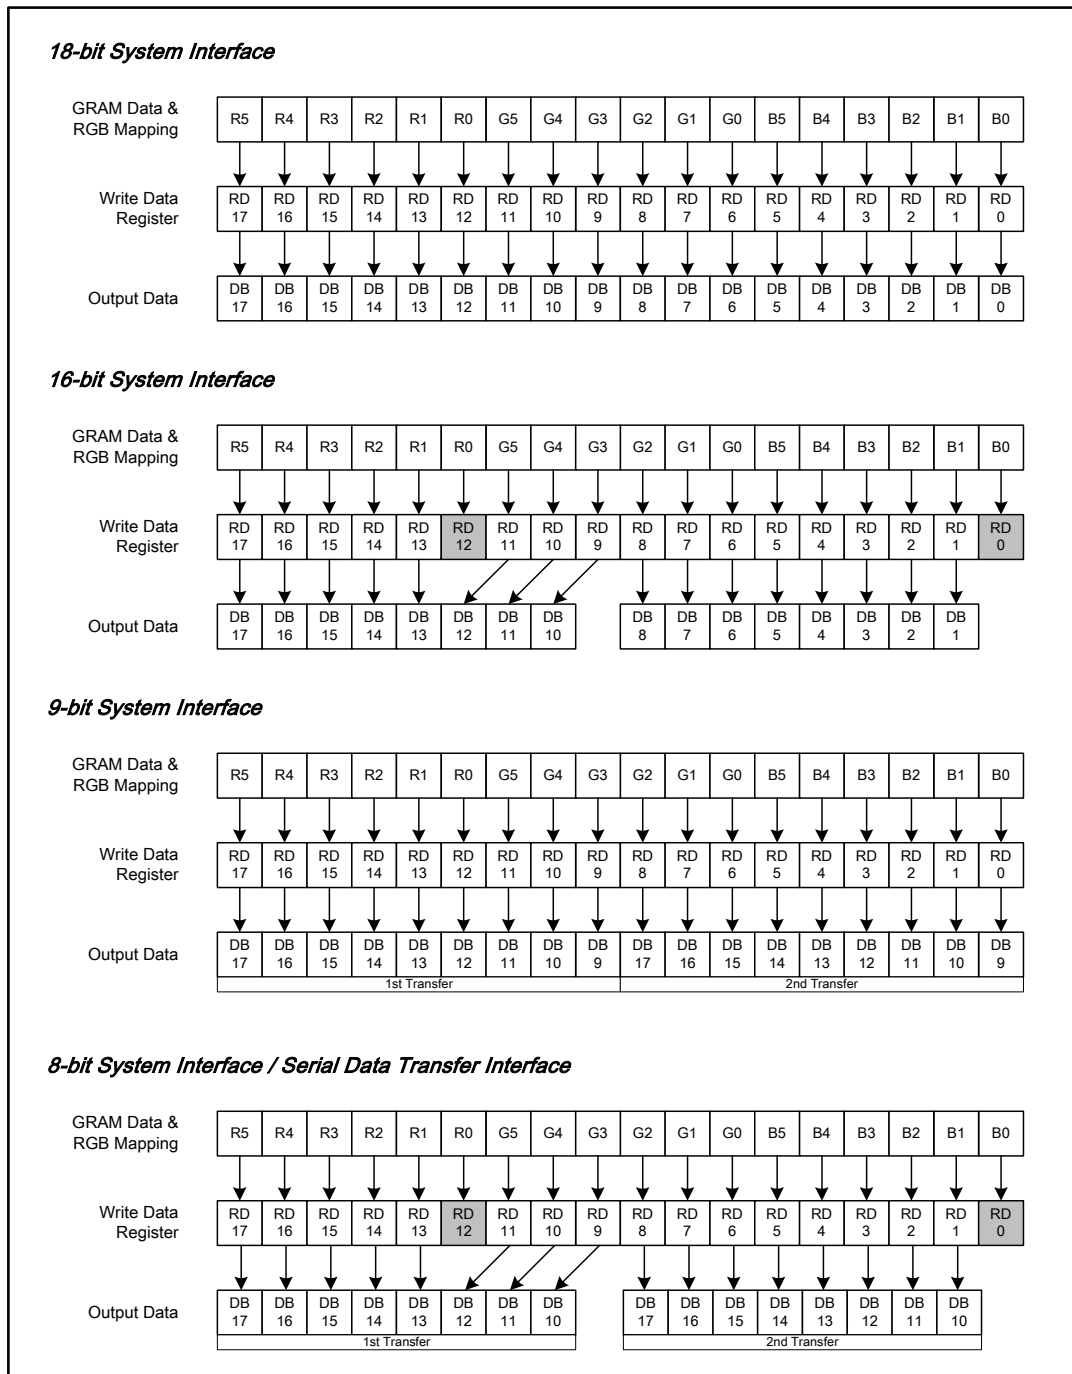 18-bit System Interface
GRAM Data &
RGB Mapping
R5 R4 R3 R2 R1 R0 G5 G4 G3 G2 G1 G0 B5 B4 B3 B2 B1 B0
Write Data
Register
RD RD RD RD RD RD RD RD RD RD RD RD RD RD RD RD RD RD
17 16 15 14 13 12 11 10 9 8 7 6 5 4 3 2 1 0
Output Data
DB DB DB DB DB DB DB DB DB DB DB DB DB DB DB DB DB DB
17 16 15 14 13 12 11 10 9 8 7 6 5 4 3 2 1 0
16-bit System Interface
GRAM Data &
RGB Mapping
R5 R4 R3 R2 R1 R0 G5 G4 G3 G2 G1 G0 B5 B4 B3 B2 B1 B0
Write Data
Register
RD RD RD RD RD RD RD RD RD RD RD RD RD RD RD RD RD RD
17 16 15 14 13 12 11 10 9 8 7 6 5 4 3 2 1 0
Output Data
DB DB DB DB DB DB DB DB DB DB DB DB DB DB DB DB
17 16 15 14 13 12 11 10 8 7 6 5 4 3 2 1
9-bit System Interface
GRAM Data &
RGB Mapping
R5 R4 R3 R2 R1 R0 G5 G4 G3 G2 G1 G0 B5 B4 B3 B2 B1 B0
Write Data
Register
RD RD RD RD RD RD RD RD RD RD RD RD RD RD RD RD RD RD
17 16 15 14 13 12 11 10 9 8 7 6 5 4 3 2 1 0
Output Data
DB DB DB DB DB DB DB DB DB DB DB DB DB DB DB DB DB DB
17 16 15 14 13 12 11 10 9 17 16 15 14 13 12 11 10 9
1st Transfer 2nd Transfer
8-bit System Interface / Serial Data Transfer Interface
GRAM Data &
RGB Mapping
R5 R4 R3 R2 R1 R0 G5 G4 G3 G2 G1 G0 B5 B4 B3 B2 B1 B0
Write Data
Register
RD RD RD RD RD RD RD RD RD RD RD RD RD RD RD RD RD RD
17 16 15 14 13 12 11 10 9 8 7 6 5 4 3 2 1 0
Output Data
DB DB DB DB DB DB DB DB DB DB DB DB DB DB DB DB
17 16 15 14 13 12 11 10 17 16 15 14 13 12 11 10
1st Transfer 2nd Transfer